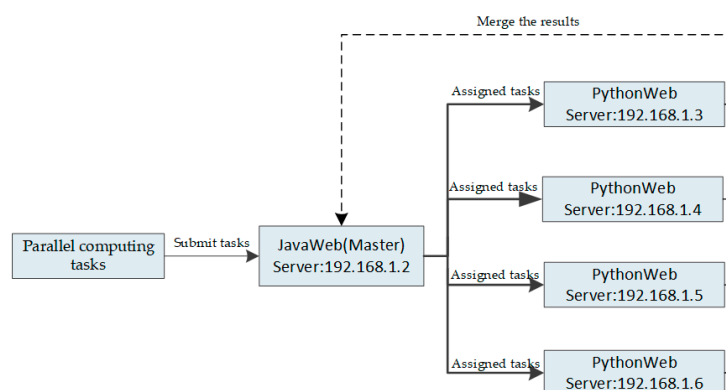 Merge the results
Assigned tasks
PythonWeb
Server:192.168.1.3
Assigned tasks
PythonWeb
Server:192.168.1.4
Parallel computing
tasks
Submit tasks
JavaWeb(Master)
Server:192.168.1.2
Assigned tasks
PythonWeb
Server:192.168.1.5
Assigned tasks
PythonWeb
Server:192.168.1.6